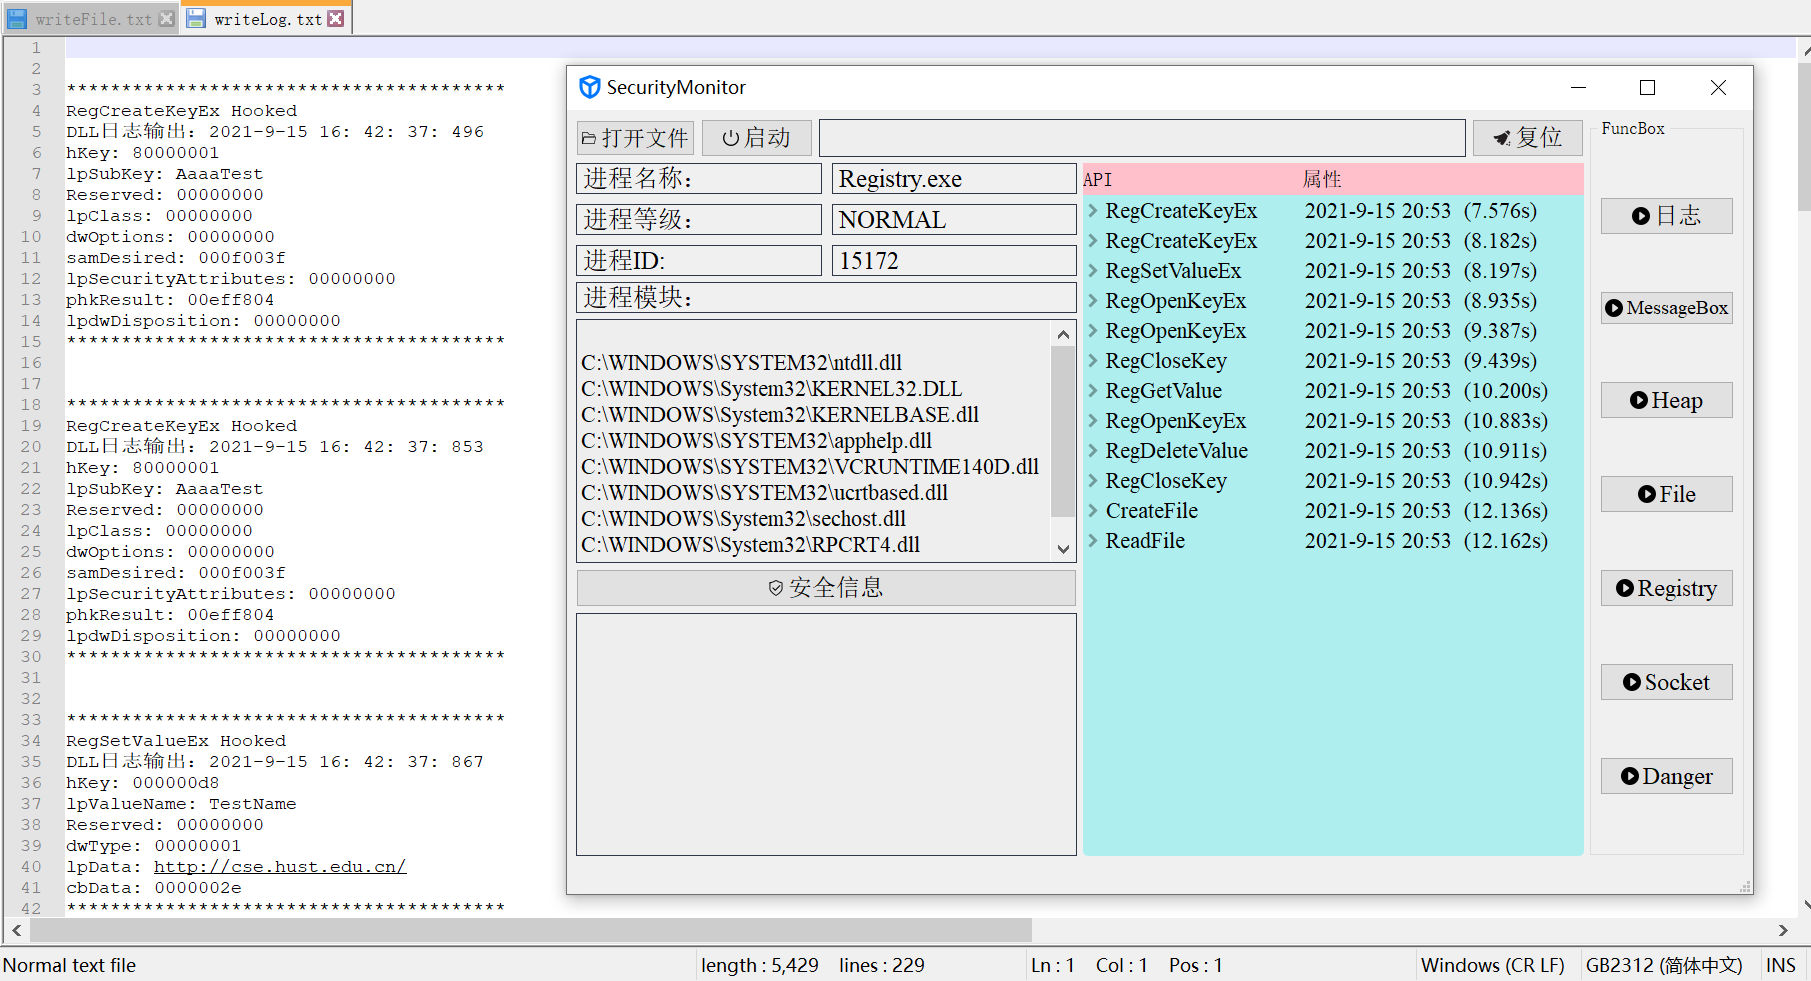 writeFile.txt writeLog.txt
1
2
3 ****************************************
4 RegCreateKeyEx Hooked
5 DLL日志输出: 2021-9-15 16: 42: 37: 496
6 hKey: 80000001
7 lpSubKey: AaaaTest
8 Reserved: 00000000
9 lpClass: 00000000
10 dwOptions: 00000000
11 samDesired: 000f003f
12 lpSecurityAttributes: 00000000
13 phkResult: 00eff804
14 lpdwDisposition: 00000000
15 ****************************************
16
17
18 ****************************************
19 RegCreateKeyEx Hooked
20 DLL日志输出: 2021-9-15 16: 42: 37: 853
21 hKey: 80000001
22 lpSubKey: AaaaTest
23 Reserved: 00000000
24 lpClass: 00000000
25 dwOptions: 00000000
26 samDesired: 000f003f
27 lpSecurityAttributes: 00000000
28 phkResult: 00eff804
29 lpdwDisposition: 00000000
30 ****************************************
31
32
33 ****************************************
34 RegSetValueEx Hooked
35 DLL日志输出: 2021-9-15 16: 42: 37: 867
36 hKey: 000000d8
37 lpValueName: TestName
38 Reserved: 00000000
39 dwType: 00000001
40 lpData: http://cse.hust.edu.cn/
41 cbData: 0000002e
42 ****************************************
SecurityMonitor
打开文件 启动 复位
进程名称: Registry.exe
进程等级: NORMAL
进程ID: 15172
进程模块:
C:\WINDOWS\SYSTEM32\ntdll.dll
C:\WINDOWS\System32\KERNEL32.DLL
C:\WINDOWS\System32\KERNELBASE.dll
C:\WINDOWS\SYSTEM32\apphelp.dll
C:\WINDOWS\SYSTEM32\VCRUNTIME140D.dll
C:\WINDOWS\SYSTEM32\ucrtbased.dll
C:\WINDOWS\System32\sechost.dll
C:\WINDOWS\System32\RPCRT4.dll
安全信息
API 属性
RegCreateKeyEx 2021-9-15 20:53 (7.576s)
RegCreateKeyEx 2021-9-15 20:53 (8.182s)
RegSetValueEx 2021-9-15 20:53 (8.197s)
RegOpenKeyEx 2021-9-15 20:53 (8.935s)
RegOpenKeyEx 2021-9-15 20:53 (9.387s)
RegCloseKey 2021-9-15 20:53 (9.439s)
RegGetValue 2021-9-15 20:53 (10.200s)
RegOpenKeyEx 2021-9-15 20:53 (10.883s)
RegDeleteValue 2021-9-15 20:53 (10.911s)
RegCloseKey 2021-9-15 20:53 (10.942s)
CreateFile 2021-9-15 20:53 (12.136s)
ReadFile 2021-9-15 20:53 (12.162s)
FuncBox
日志
MessageBox
Heap
File
Registry
Socket
Danger
Normal text file length : 5,429 lines : 229 Ln : 1 Col : 1 Pos : 1 Windows (CR LF) GB2312 (简体中文) INS